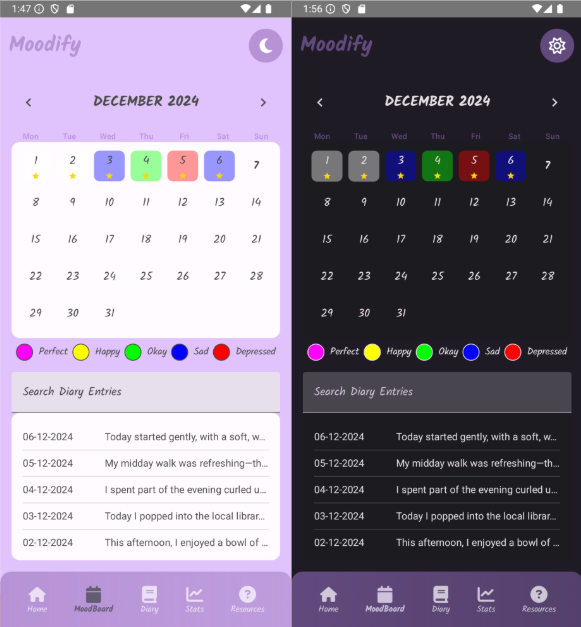 1:47
Moodify
DECEMBER 2024
Mon Tue Wed Thu Fri Sat Sun
1 2 3 4 5 6 7
8 9 10 11 12 13 14
15 16 17 18 19 20 21
22 23 24 25 26 27 28
29 30 31
Perfect Happy Okay Sad Depressed
Search Diary Entries
06-12-2024 Today started gently, with a soft, w...
05-12-2024 My midday walk was refreshing—th...
04-12-2024 I spent part of the evening curled u...
03-12-2024 Today I popped into the local librar...
02-12-2024 This afternoon, I enjoyed a bowl of ...
Home MoodBoard Diary Stats Resources
1:56
Moodify
DECEMBER 2024
Mon Tue Wed Thu Fri Sat Sun
1 2 3 4 5 6 7
8 9 10 11 12 13 14
15 16 17 18 19 20 21
22 23 24 25 26 27 28
29 30 31
Perfect Happy Okay Sad Depressed
Search Diary Entries
06-12-2024 Today started gently, with a soft, w...
05-12-2024 My midday walk was refreshing—th...
04-12-2024 I spent part of the evening curled u...
03-12-2024 Today I popped into the local librar...
02-12-2024 This afternoon, I enjoyed a bowl of ...
Home MoodBoard Diary Stats Resources